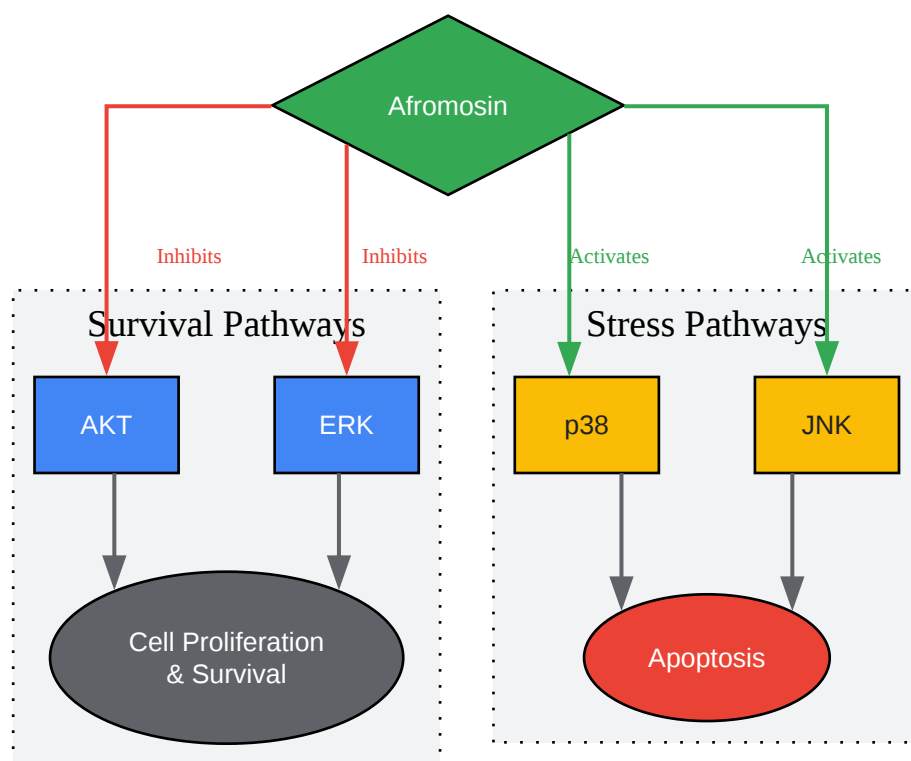 Afromosin
Inhibits
Inhibits
Activates
Activates
Survival Pathways
Stress Pathways
AKT
ERK
p38
JNK
Cell Proliferation
& Survival
Apoptosis